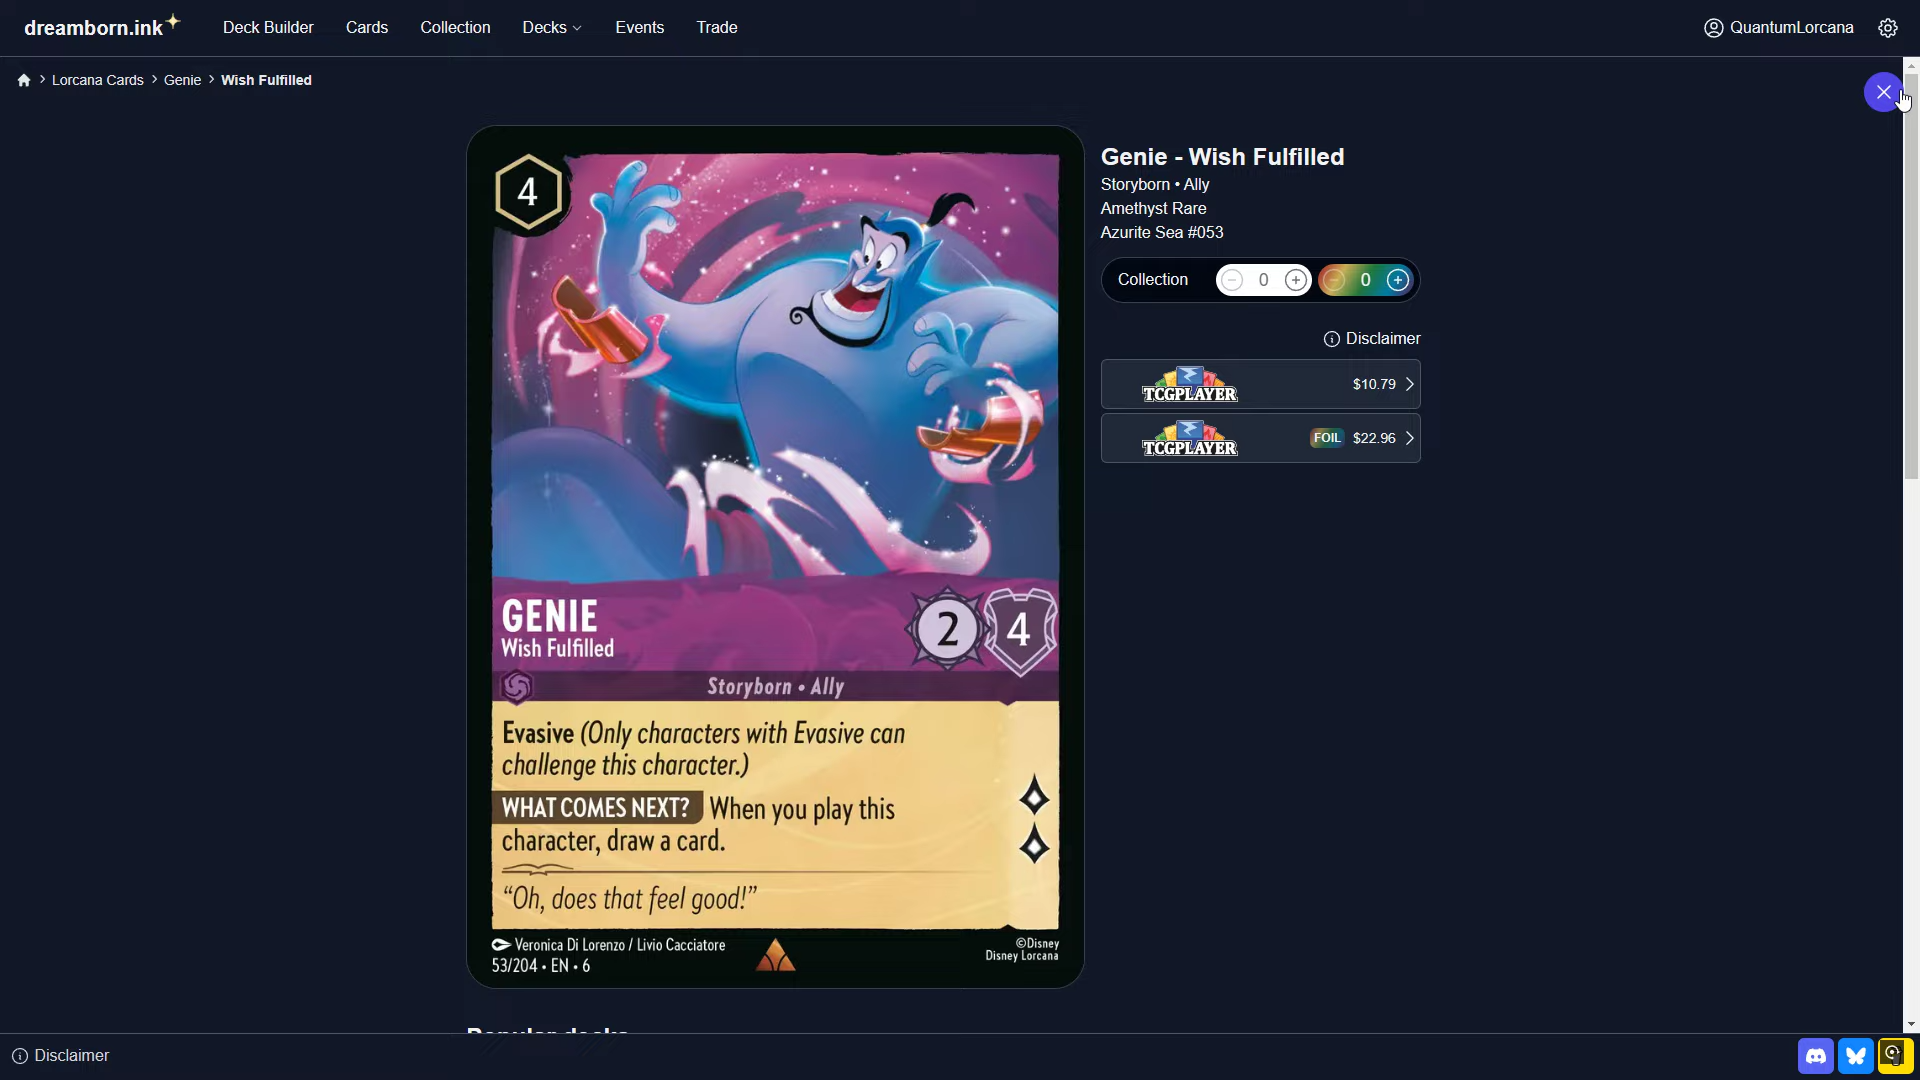 dreamborn.ink
Deck Builder
Cards
Collection
Decks
Events
Trade
QuantumLorcana
Lorcana Cards
Genie
Wish Fulfilled
4
Genie - Wish Fulfilled
Storyborn • Ally
Amethyst Rare
Azurite Sea #053
Collection
0
0
Disclaimer
TCGPLAYER
$10.79
TCGPLAYER
FOIL
$22.96
GENIE
Wish Fulfilled
2
4
Storyborn • Ally
Evasive (Only characters with Evasive can
challenge this character.)
WHAT COMES NEXT? When you play this
character, draw a card.
“Oh, does that feel good!”
Veronica Di Lorenzo / Livio Cacciatore
53/204 • EN • 6
©Disney
Disney Lorcana
Popular decks
Disclaimer